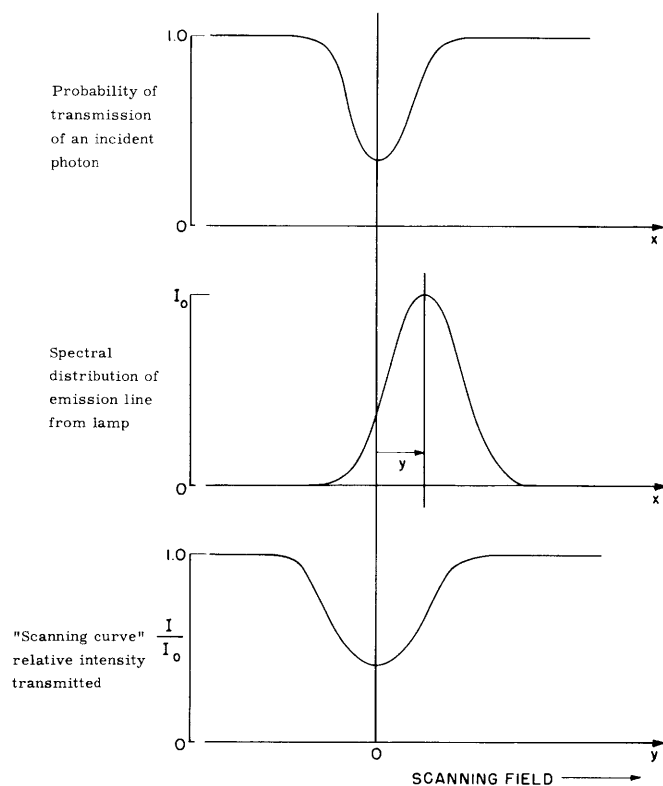 1.0
Probability of
transmission
of an incident
photon
0
x
I₀
Spectral
distribution of
emission line
from lamp
y
0
x
1.0
"Scanning curve" I/I₀
relative intensity
transmitted
0
0
y
SCANNING FIELD